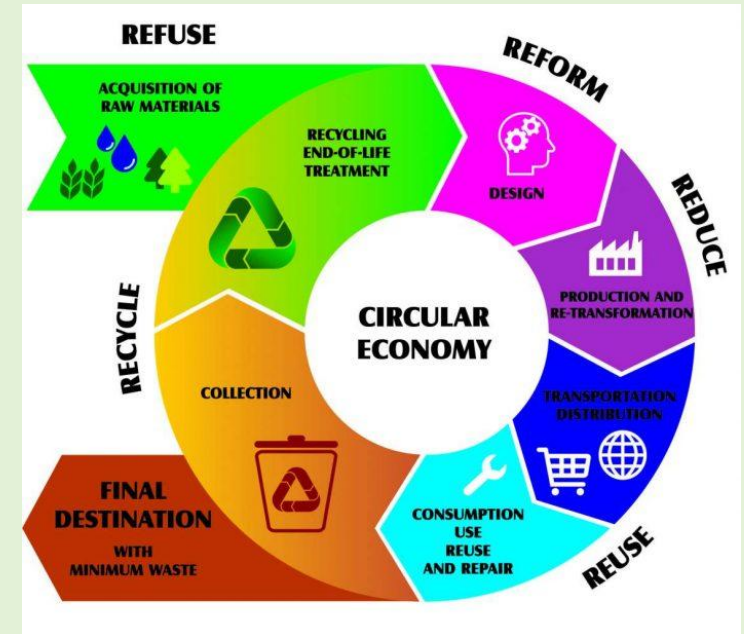 REFUSE
REFORM
REDUCE
REUSE
RECYCLE
ACQUISITION OF
RAW MATERIALS
RECYCLING
END-OF-LIFE
TREATMENT
DESIGN
PRODUCTION AND
RE-TRANSFORMATION
TRANSPORTATION
DISTRIBUTION
CONSUMPTION
USE
REUSE
AND REPAIR
COLLECTION
CIRCULAR
ECONOMY
FINAL
DESTINATION
WITH
MINIMUM WASTE